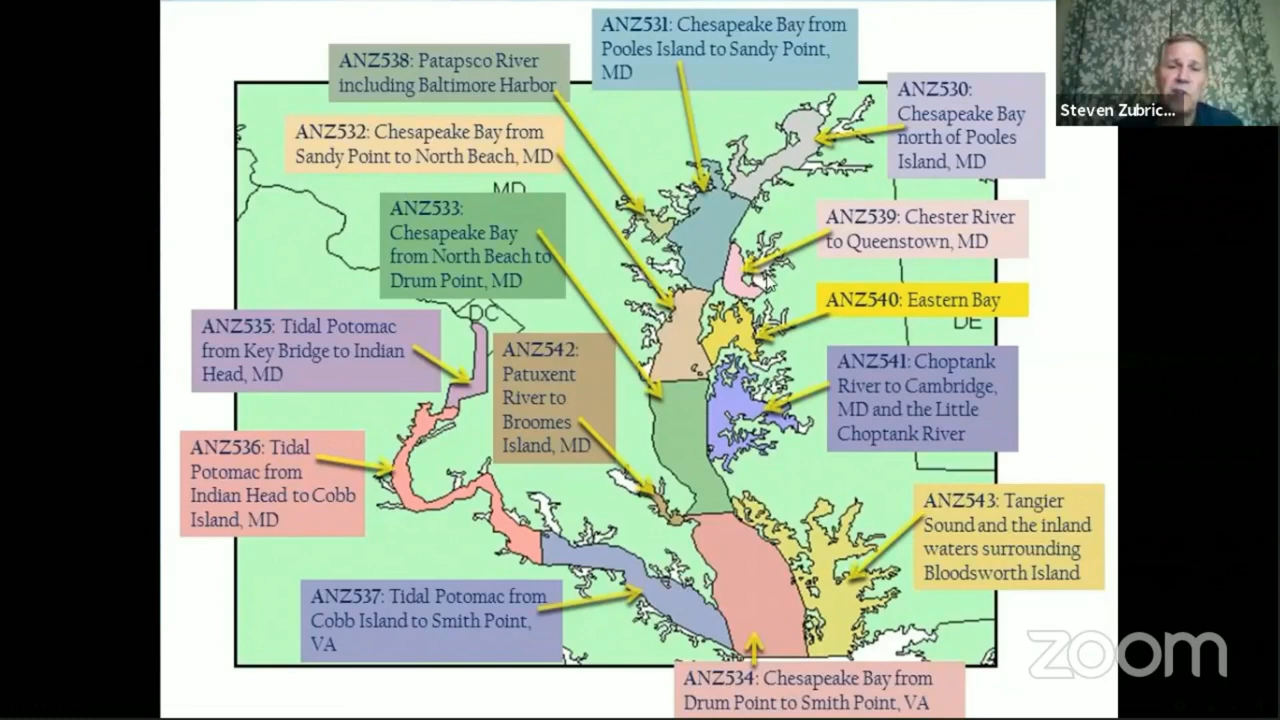 ANZ531: Chesapeake Bay from
Pooles Island to Sandy Point,
MD
ANZ538: Patapsco River
including Baltimore Harbor
ANZ530:
Chesapeake Bay
north of Pooles
Island, MD
Steven Zubric...
ANZ532: Chesapeake Bay from
Sandy Point to North Beach, MD
MD
ANZ533:
Chesapeake Bay
from North Beach to
Drum Point, MD
ANZ539: Chester River
to Queenstown, MD
ANZ540: Eastern Bay
DE
DC
ANZ535: Tidal Potomac
from Key Bridge to Indian
Head, MD
ANZ542:
Patuxent
River to
Broomes
Island, MD
ANZ541: Choptank
River to Cambridge,
MD and the Little
Choptank River
ANZ536: Tidal
Potomac from
Indian Head to Cobb
Island, MD
ANZ543: Tangier
Sound and the inland
waters surrounding
Bloodsworth Island
ANZ537: Tidal Potomac from
Cobb Island to Smith Point,
VA
ANZ534: Chesapeake Bay from
Drum Point to Smith Point, VA
zoom